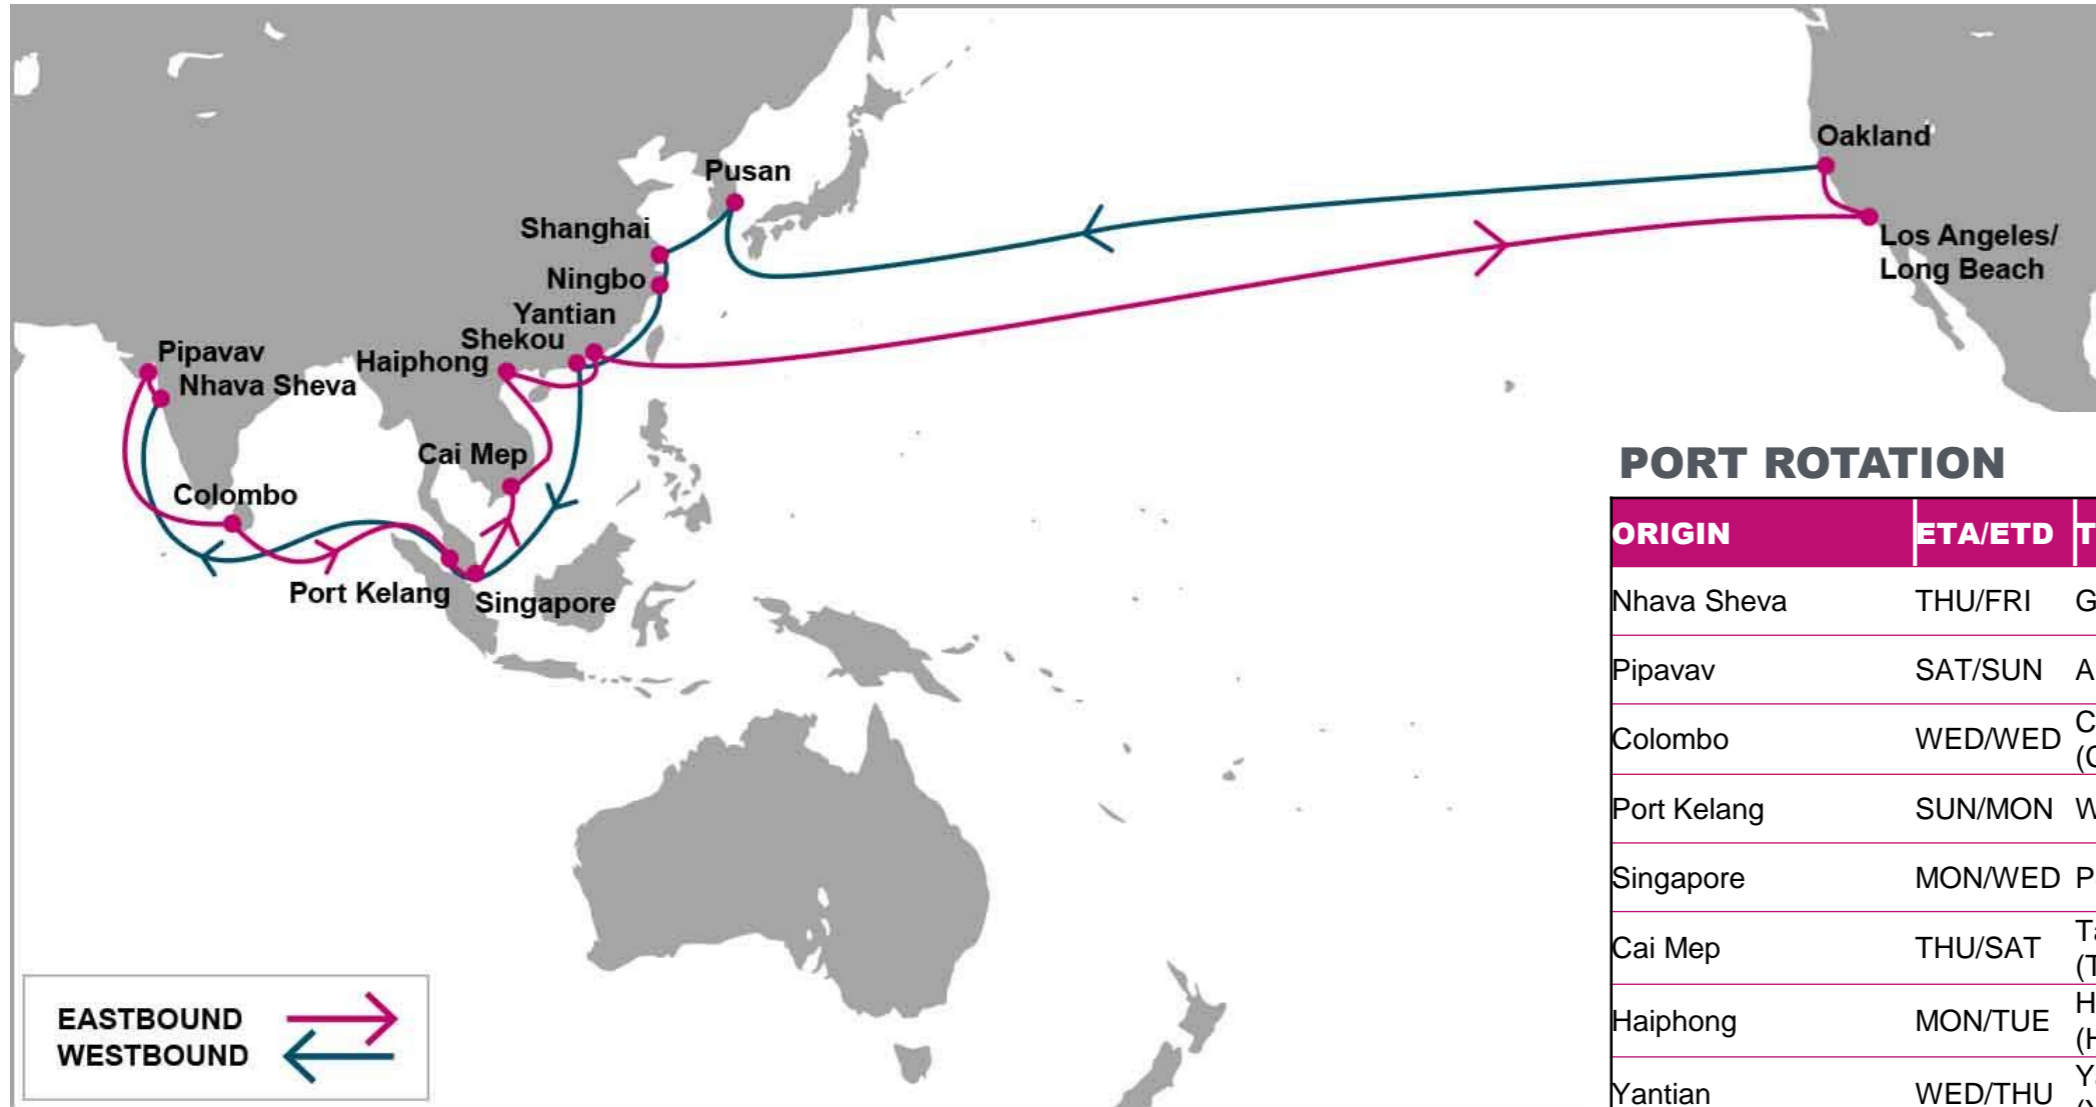 Oakland
Pusan
Shanghai
Los Angeles/
Long Beach
Ningbo
Yantian
Shekou
Haiphong
Pipavav
Nhava Sheva
Cai Mep
Colombo
Port Kelang
Singapore
EASTBOUND
WESTBOUND
PORT ROTATION
ORIGIN ETA/ETD
Nhava Sheva THU/FRI
Pipavav SAT/SUN
Colombo WED/WED
Port Kelang SUN/MON
Singapore MON/WED
Cai Mep THU/SAT
Haiphong MON/TUE
Yantian WED/THU